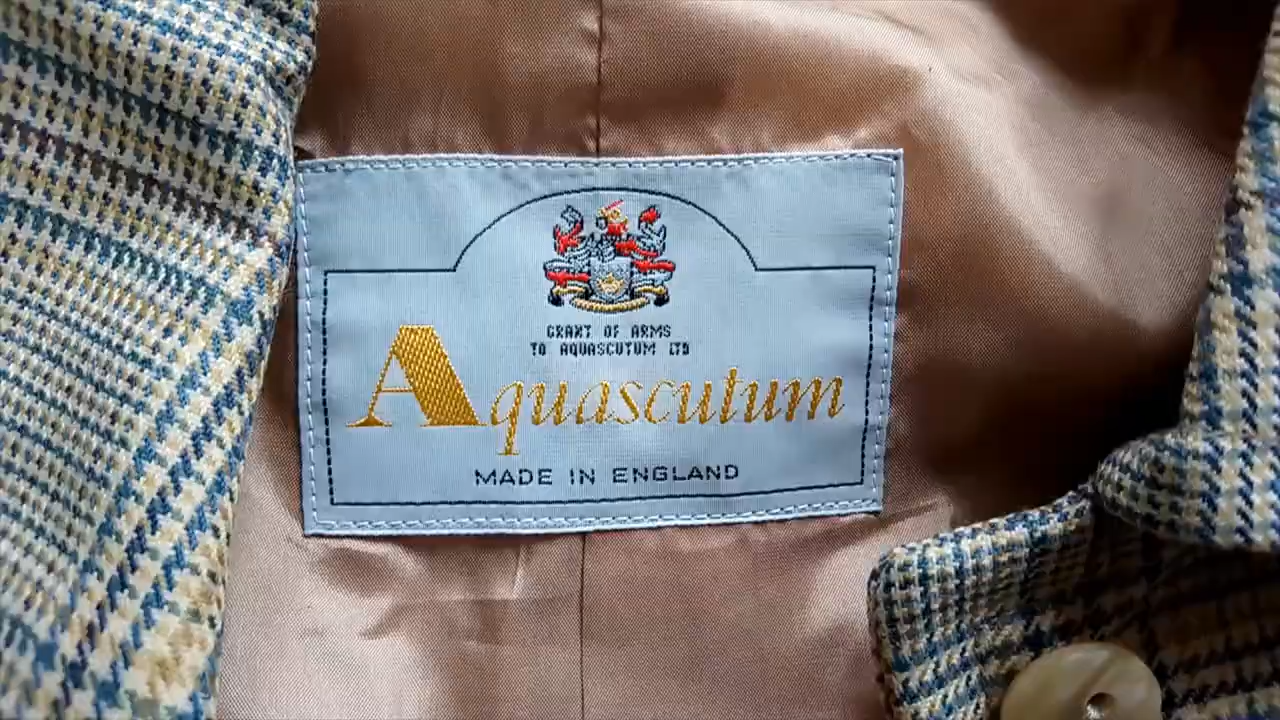 GRANT OF ARMS
TO AQUASCUTUM LTD
Aquascutum
MADE IN ENGLAND